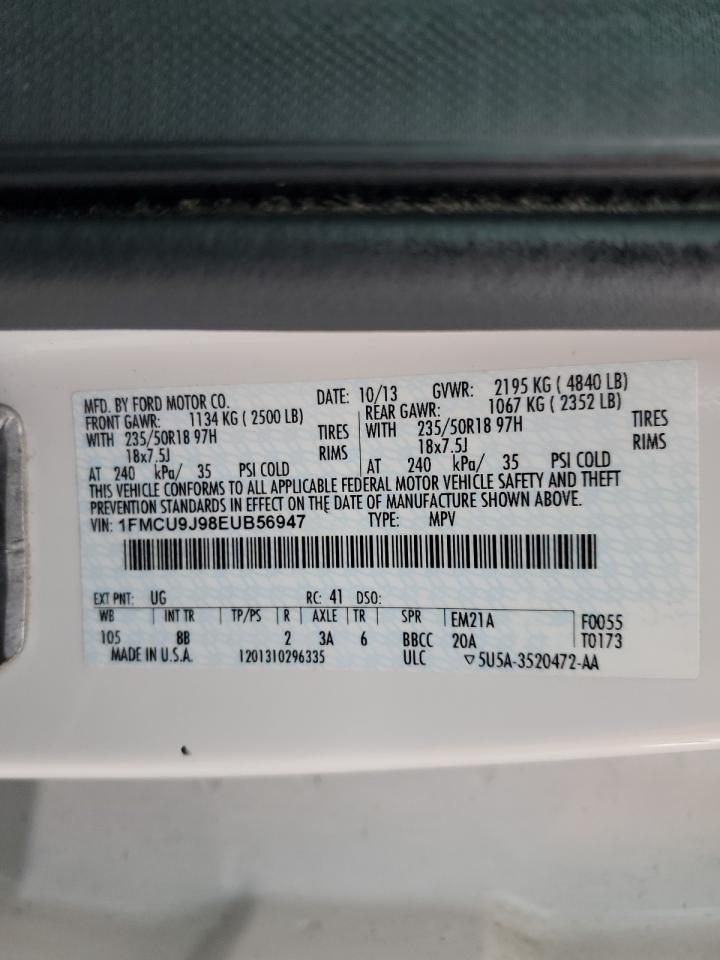 MFD. BY FORD MOTOR CO. DATE: 10/13 GVWR: 2195 KG ( 4840 LB)
FRONT GAWR: 1134 KG ( 2500 LB) REAR GAWR: 1067 KG ( 2352 LB)
WITH 235/50R18 97H TIRES WITH 235/50R18 97H TIRES
18x7.5J RIMS 18x7.5J RIMS
AT 240 kPa/ 35 PSI COLD AT 240 kPa/ 35 PSI COLD
THIS VEHICLE CONFORMS TO ALL APPLICABLE FEDERAL MOTOR VEHICLE SAFETY AND THEFT
PREVENTION STANDARDS IN EFFECT ON THE DATE OF MANUFACTURE SHOWN ABOVE.
VIN: 1FMCU9J98EUB56947 TYPE: MPV
EXT PNT: UG RC: 41 DSO:
WB INT TR TP/PS R AXLE TR SPR EM21A F0055
105 8B 2 3A 6 BBCC 20A T0173
MADE IN U.S.A. 1201310296335 ULC ▽5U5A-3520472-AA